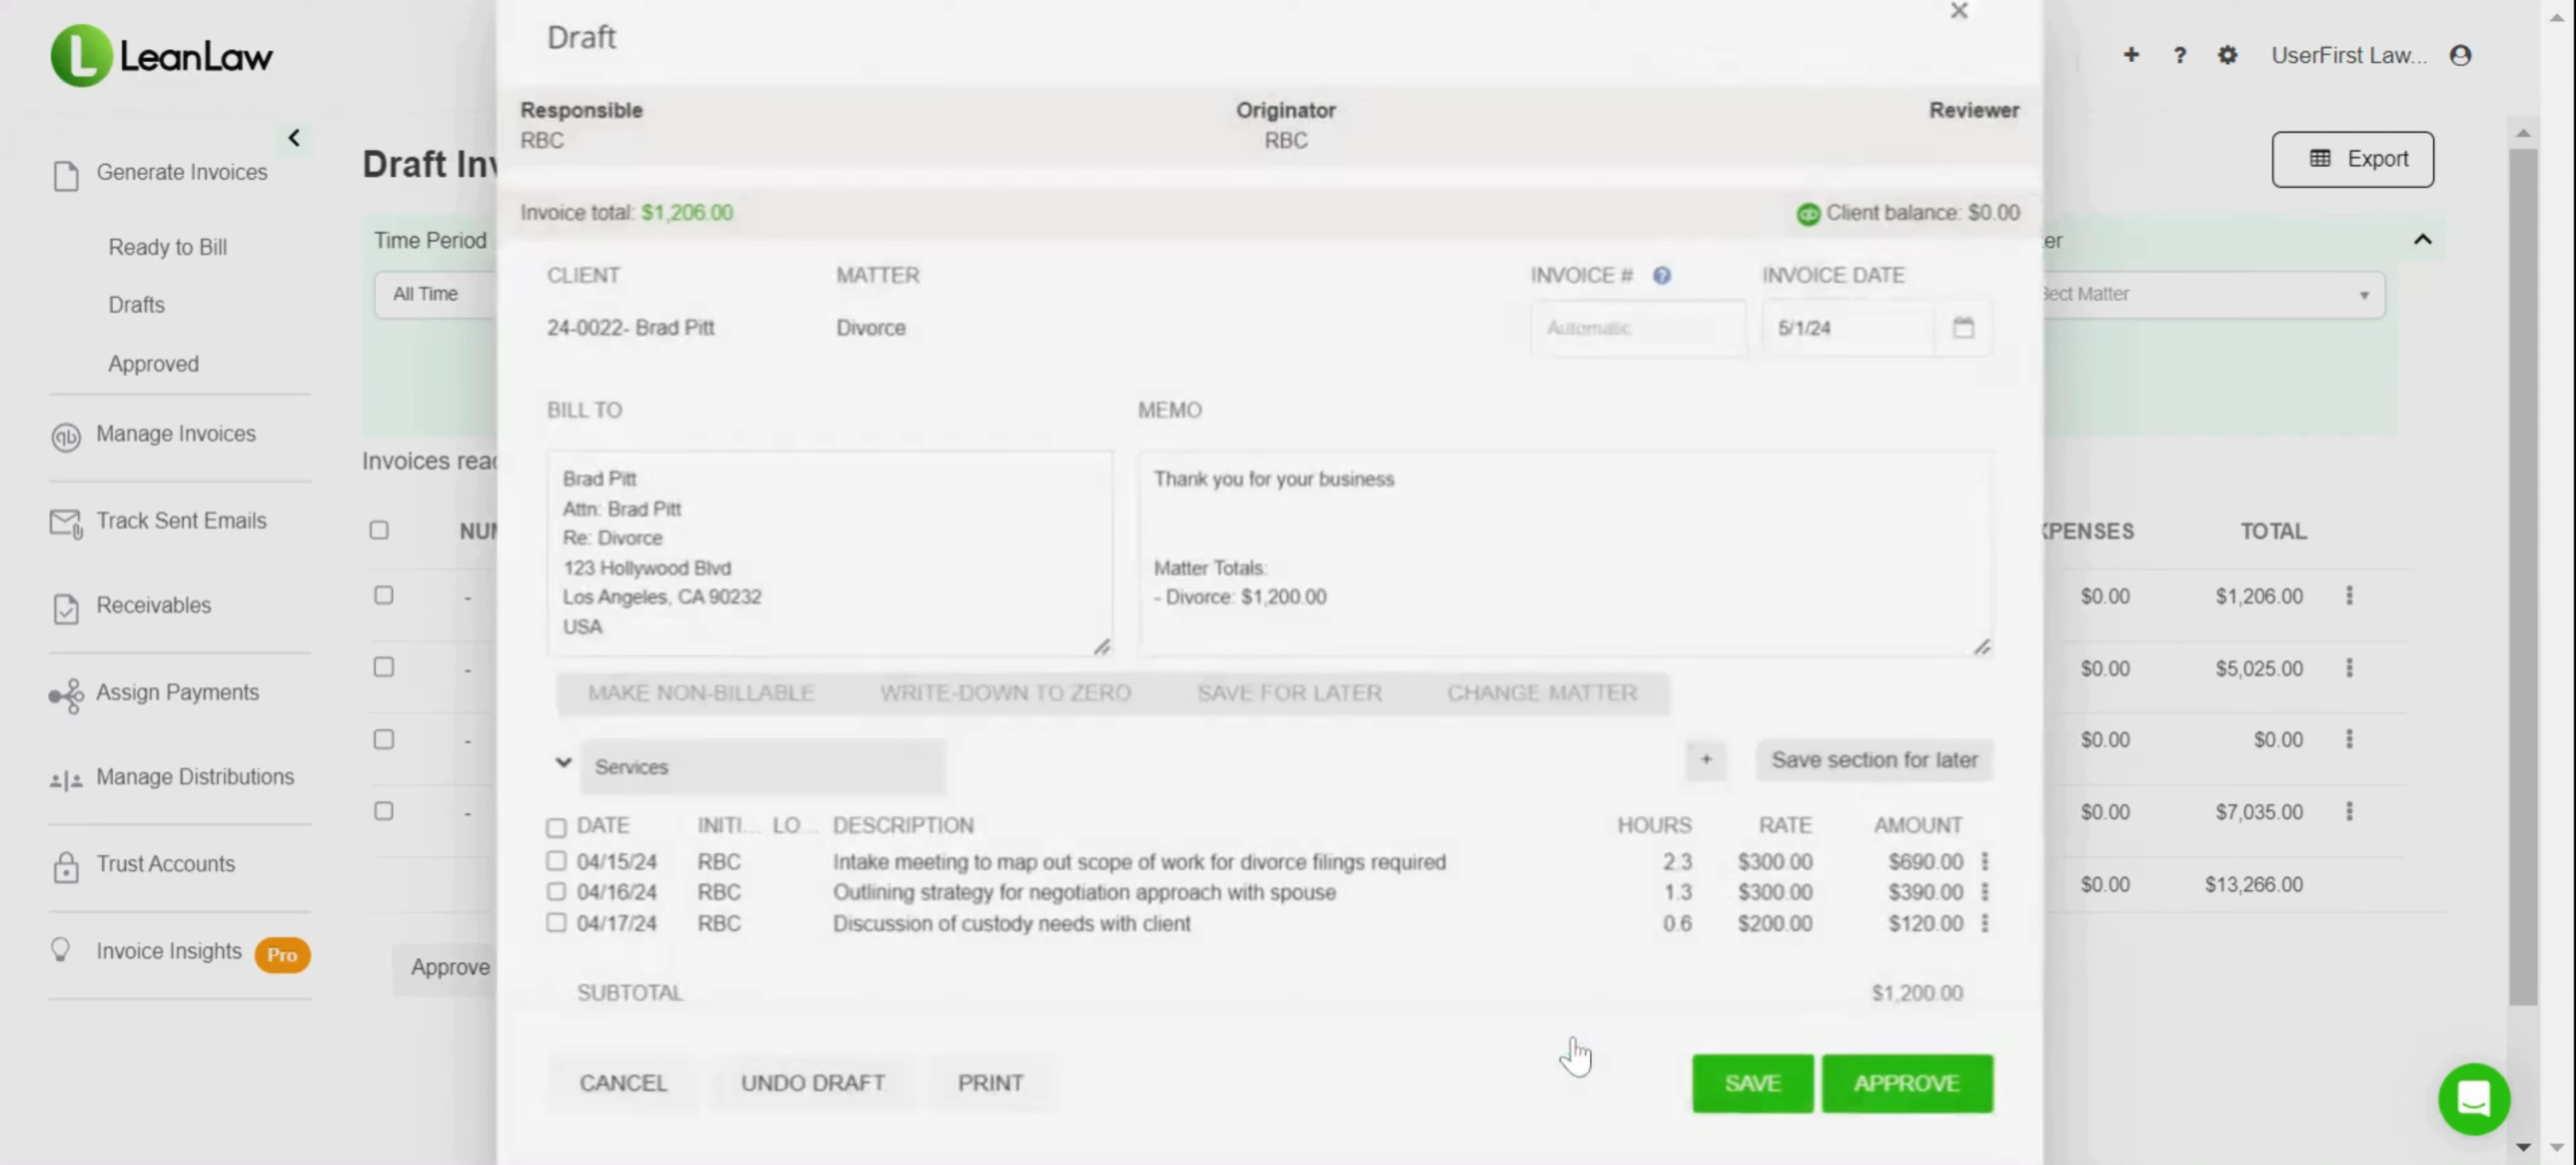 LeanLaw
Generate Invoices
Ready to Bill
Drafts
Approved
Manage Invoices
Track Sent Emails
Receivables
Assign Payments
Manage Distributions
Trust Accounts
Invoice Insights Pro
Draft Inv
Time Period
All Time
Invoices read
NUM
-
-
-
-
Approve
Draft
Responsible Originator Reviewer
RBC RBC
Invoice total: $1,206.00 qb Client balance: $0.00
CLIENT MATTER INVOICE # ? INVOICE DATE
24-0022- Brad Pitt Divorce Automatic 5/1/24
BILL TO MEMO
Brad Pitt
Attn: Brad Pitt
Re: Divorce
123 Hollywood Blvd
Los Angeles, CA 90232
USA
Thank you for your business
Matter Totals:
- Divorce: $1,200.00
MAKE NON-BILLABLE WRITE-DOWN TO ZERO SAVE FOR LATER CHANGE MATTER
Services + Save section for later
DATE INITI... LO... DESCRIPTION HOURS RATE AMOUNT
04/15/24 RBC Intake meeting to map out scope of work for divorce filings required 2.3 $300.00 $690.00
04/16/24 RBC Outlining strategy for negotiation approach with spouse 1.3 $300.00 $390.00
04/17/24 RBC Discussion of custody needs with client 0.6 $200.00 $120.00
SUBTOTAL $1,200.00
CANCEL UNDO DRAFT PRINT SAVE APPROVE
+ ? UserFirst Law...
Export
er
ect Matter
PENSES TOTAL
$0.00 $1,206.00
$0.00 $5,025.00
$0.00 $0.00
$0.00 $7,035.00
$0.00 $13,266.00